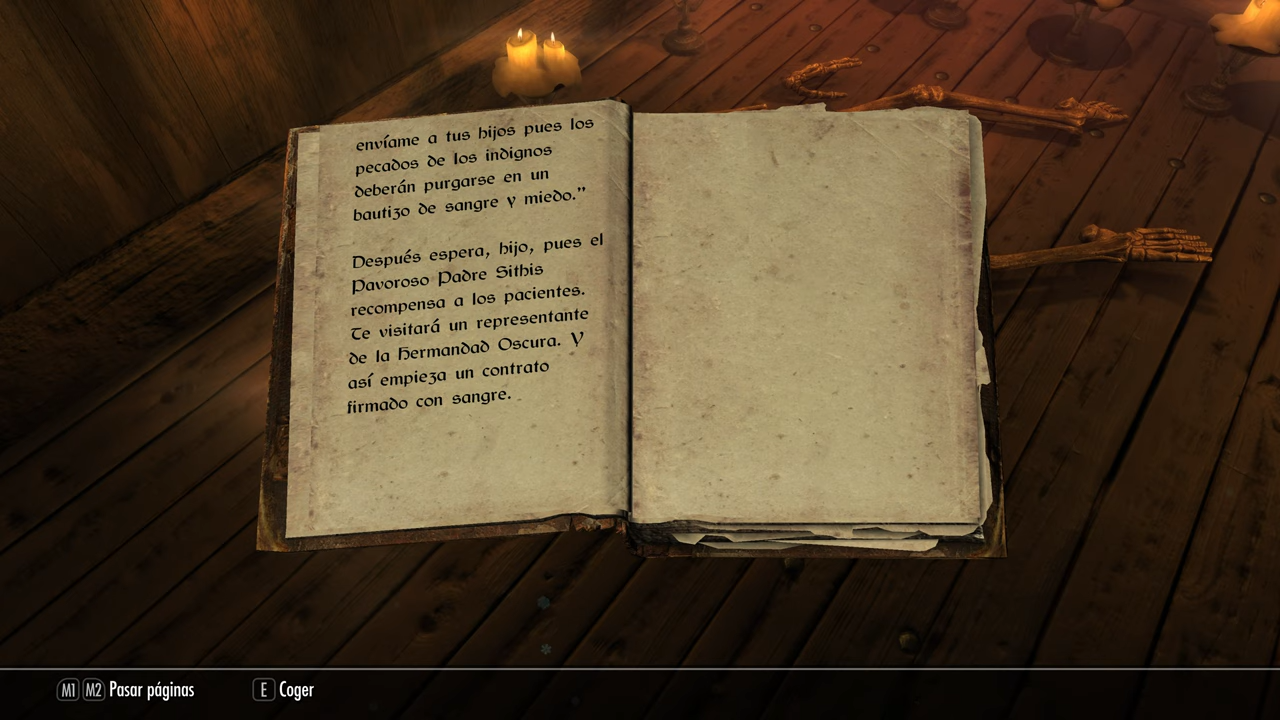 envíame a tus hijos pues los
pecados de los indignos
deberán purgarse en un
bautizo de sangre y miedo.”
Después espera, hijo, pues el
Pavoroso Padre Sithis
recompensa a los pacientes.
Te visitará un representante
de la Hermandad Oscura. Y
así empieza un contrato
firmado con sangre.
M1 M2 Pasar páginas E Coger